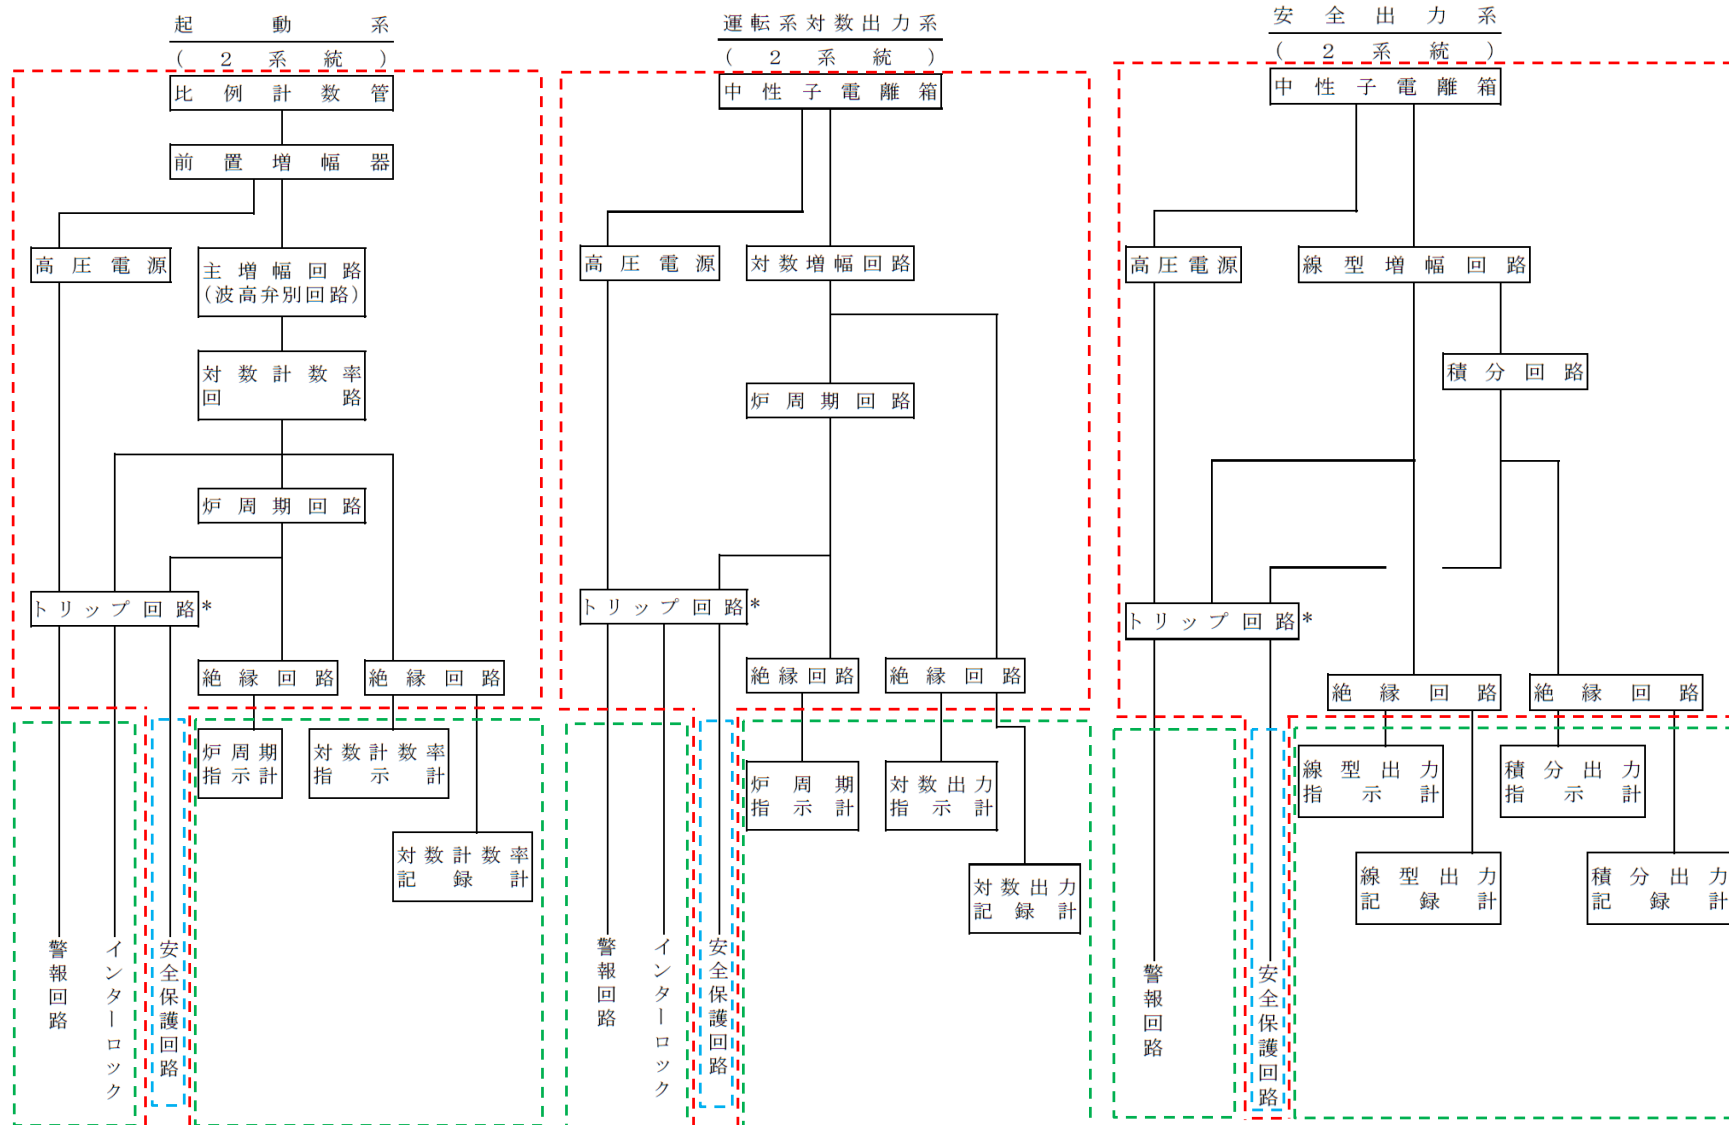 起動系
(2系統)
比例計数管
前置増幅器
高圧電源
主増幅回路
(波高弁別回路)
対数計数率
回路
炉周期回路
トリップ回路*
絶縁回路
絶縁回路
炉周期
指示計
対数計数率
指示計
対数計数率
記録計
警報回路
インターロック
安全保護回路
運転系対数出力系
(2系統)
中性子電離箱
高圧電源
対数増幅回路
炉周期回路
トリップ回路*
絶縁回路
絶縁回路
炉周期
指示計
対数出力
指示計
対数出力
記録計
警報回路
インターロック
安全保護回路
安全出力系
(2系統)
中性子電離箱
高圧電源
線型増幅回路
積分回路
トリップ回路*
絶縁回路
絶縁回路
線型出力
指示計
積分出力
指示計
線型出力
記録計
積分出力
記録計
警報回路
安全保護回路